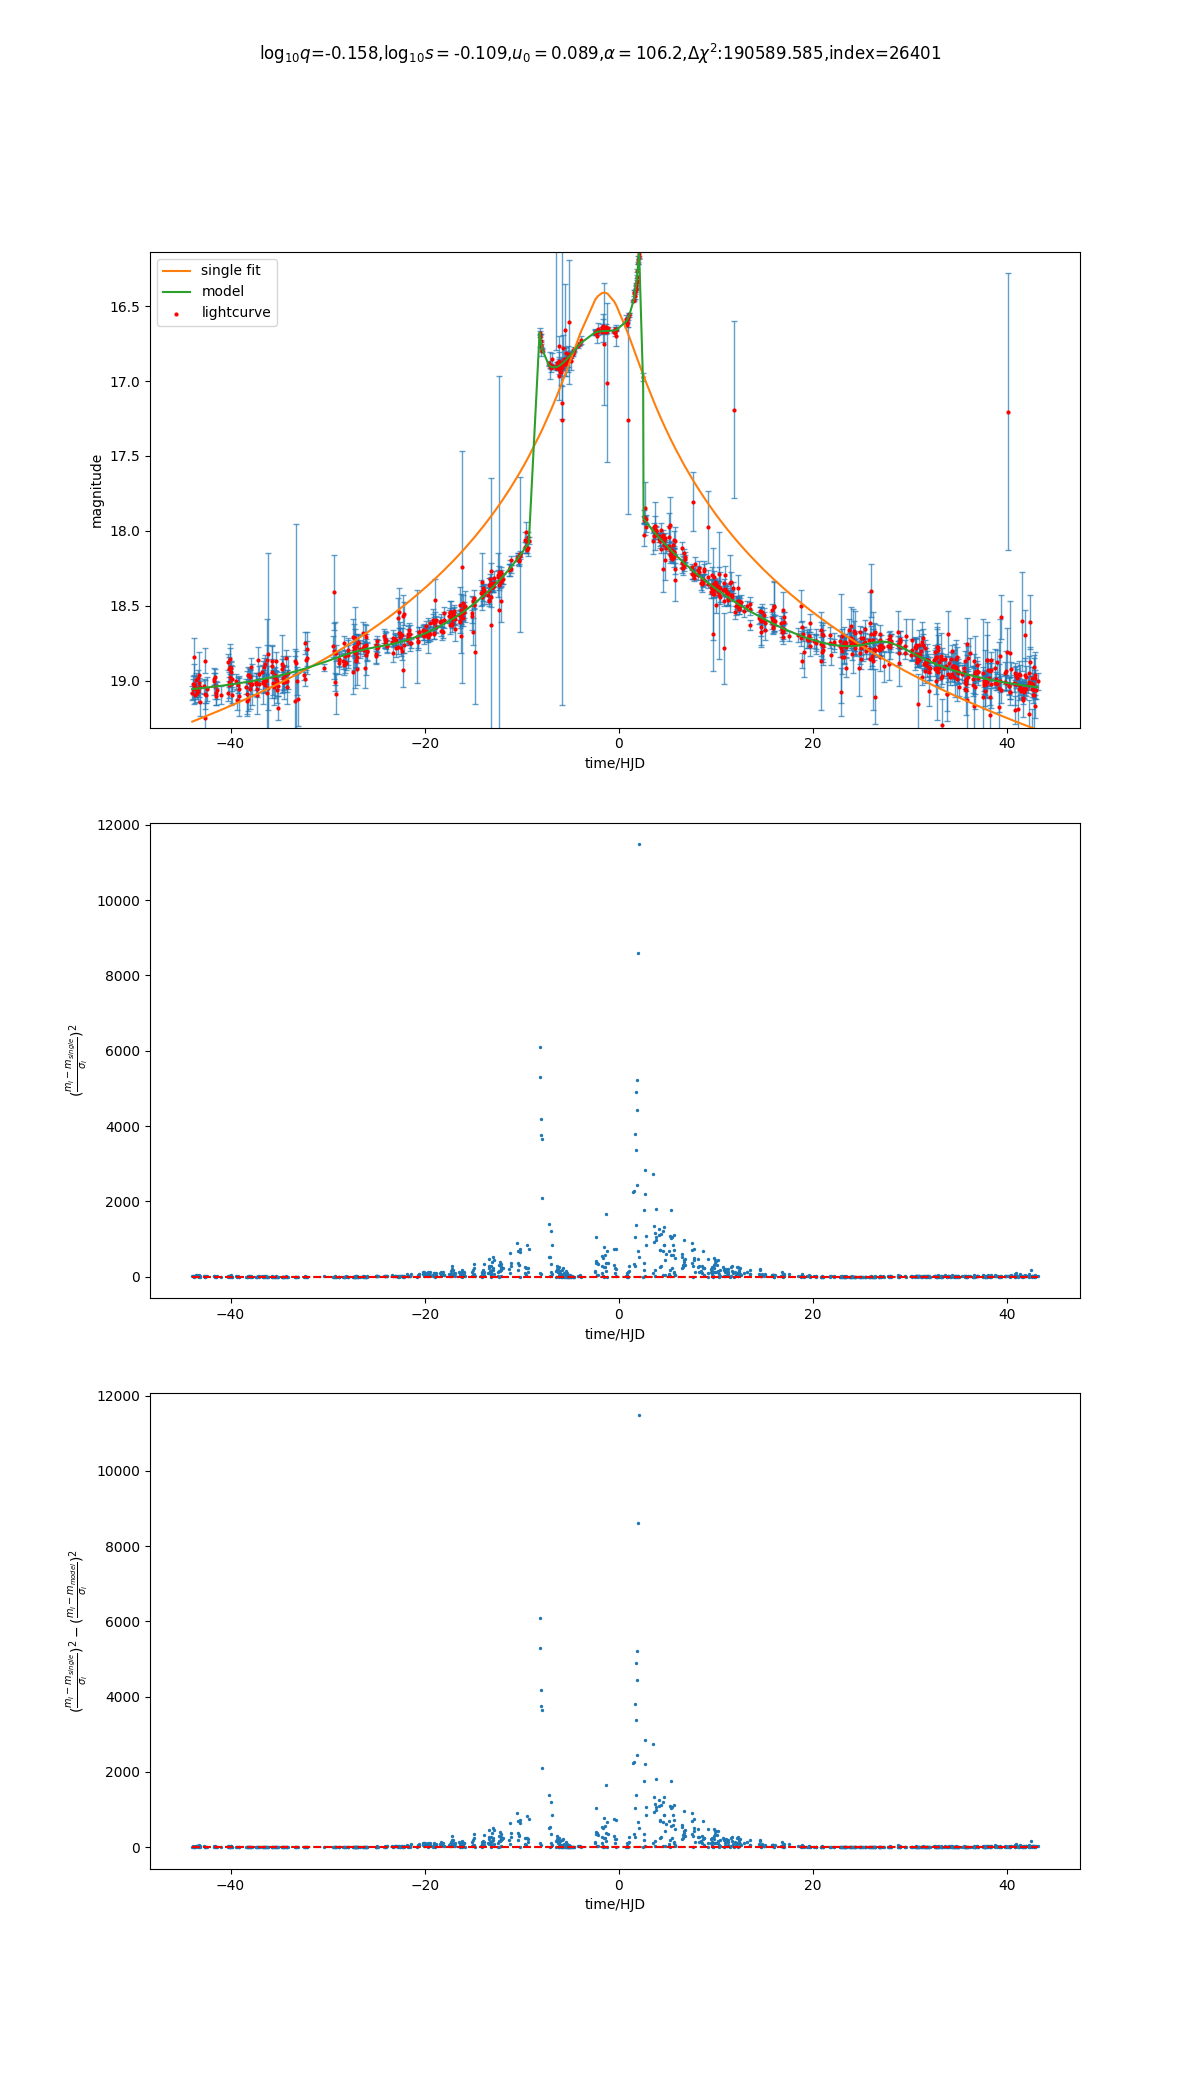 log₁₀q=-0.158,log₁₀s = -0.109,u₀ = 0.089,α = 106.2,Δχ²:190589.585,index=26401
single fit
model
lightcurve
magnitude
16.5
17.0
17.5
18.0
18.5
19.0
−40 −20 0 20 40
time/HJD
(mᵢ − m_single / σᵢ)²
12000
10000
8000
6000
4000
2000
0
−40 −20 0 20 40
time/HJD
(mᵢ − m_single / σᵢ)² − (mᵢ − m_model / σᵢ)²
12000
10000
8000
6000
4000
2000
0
−40 −20 0 20 40
time/HJD